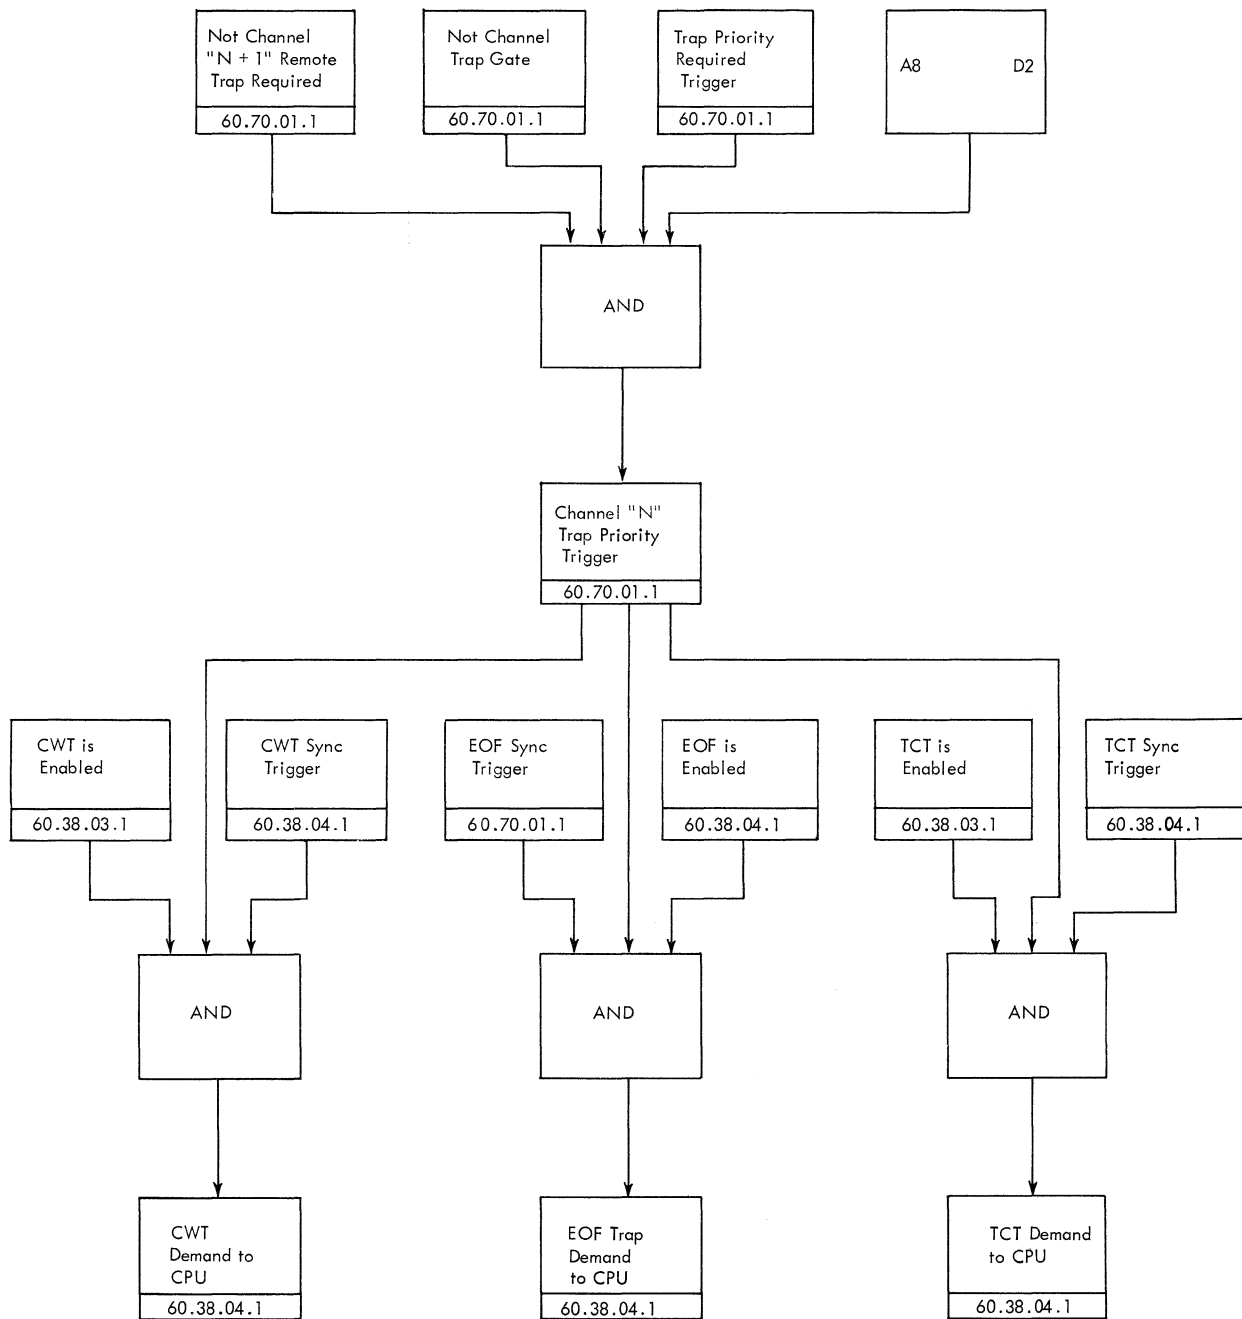 Not Channel
"N + 1" Remote
Trap Required
60.70.01.1
Not Channel
Trap Gate
60.70.01.1
Trap Priority
Required
Trigger
60.70.01.1
A8 D2
AND
Channel "N"
Trap Priority
Trigger
60.70.01.1
CWT is
Enabled
60.38.03.1
CWT Sync
Trigger
60.38.04.1
EOF Sync
Trigger
60.70.01.1
EOF is
Enabled
60.38.04.1
TCT is
Enabled
60.38.03.1
TCT Sync
Trigger
60.38.04.1
AND
AND
AND
CWT
Demand to
CPU
60.38.04.1
EOF Trap
Demand
to CPU
60.38.04.1
TCT Demand
to CPU
60.38.04.1